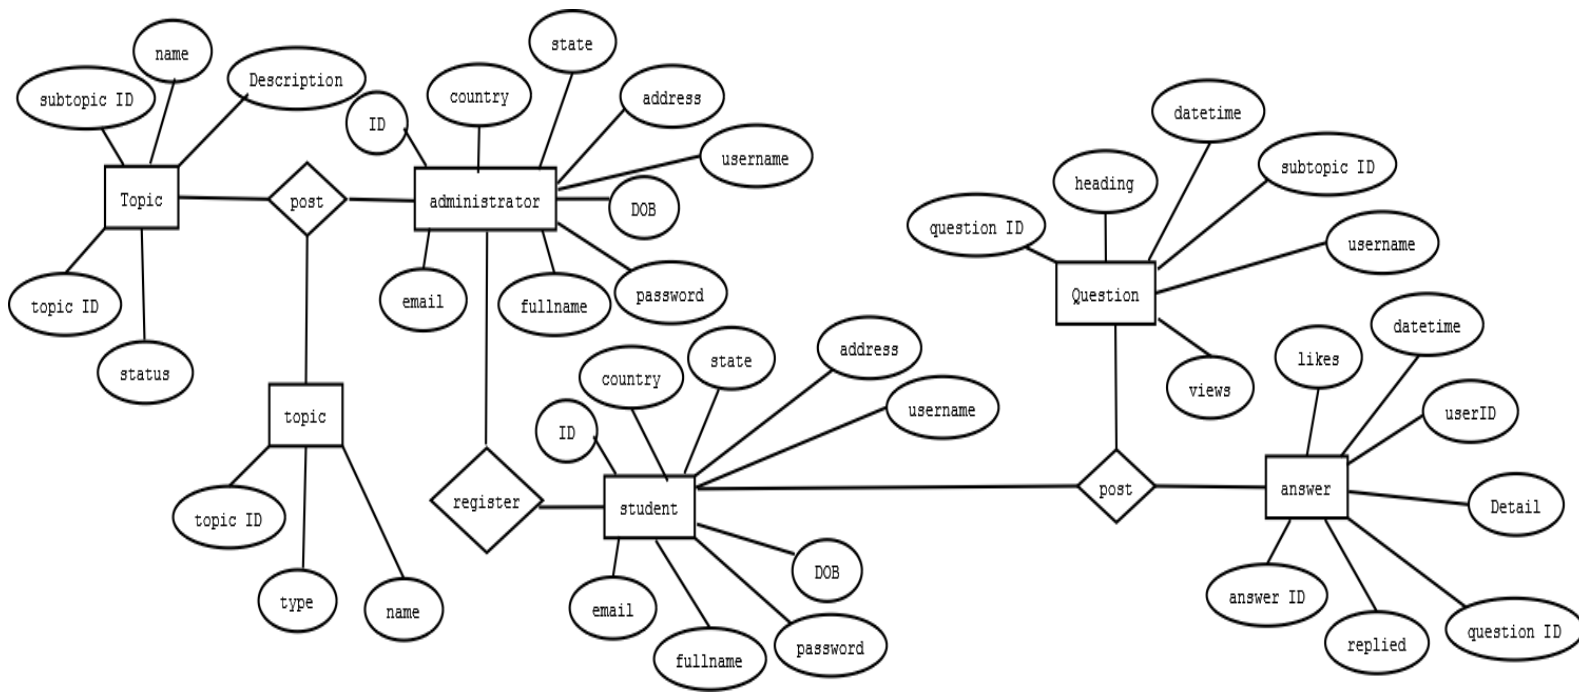 name
state
Description
subtopic ID
country
address
ID
datetime
username
subtopic ID
heading
Topic
post
administrator
DOB
question ID
username
topic ID
email
fullname
password
Question
status
country
state
address
views
likes
datetime
topic
ID
username
userID
topic ID
register
student
post
answer
Detail
type
name
email
DOB
answer ID
fullname
password
replied
question ID